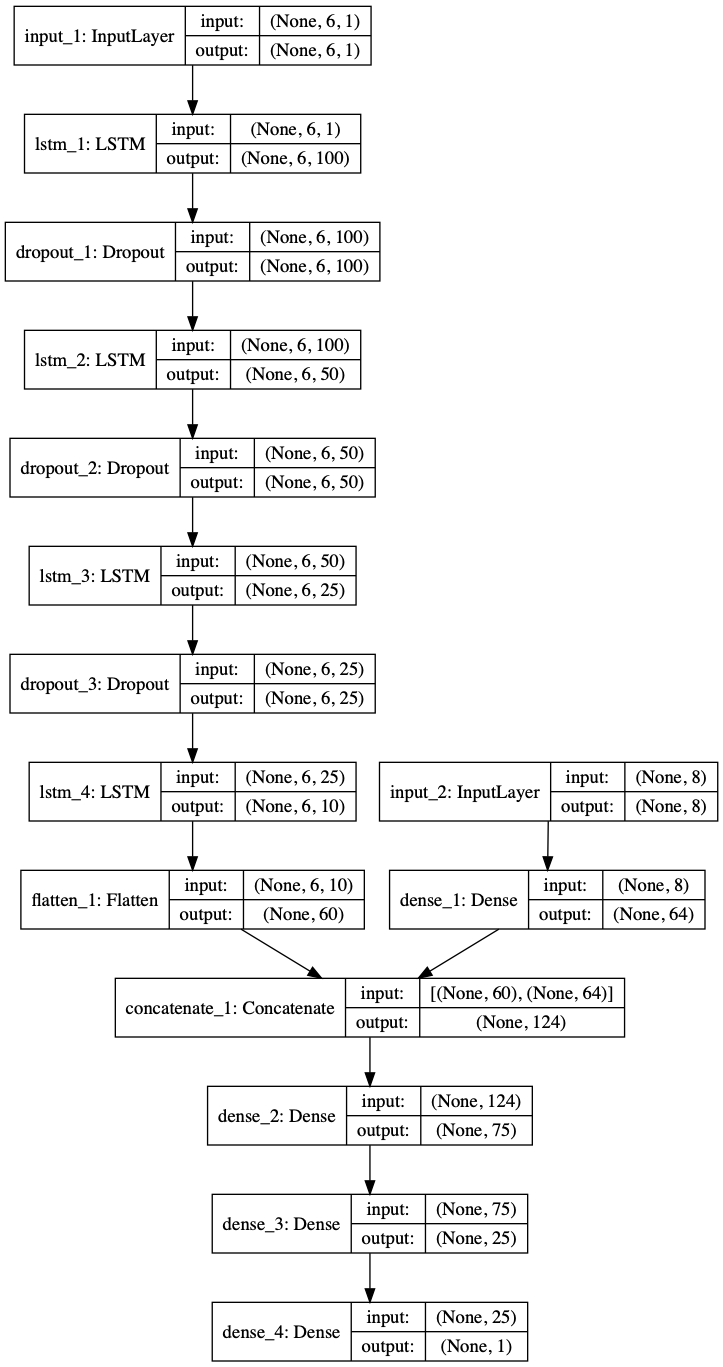 input_1: InputLayer
input:
(None, 6, 1)
output:
(None, 6, 1)
lstm_1: LSTM
input:
(None, 6, 1)
output:
(None, 6, 100)
dropout_1: Dropout
input:
(None, 6, 100)
output:
(None, 6, 100)
lstm_2: LSTM
input:
(None, 6, 100)
output:
(None, 6, 50)
dropout_2: Dropout
input:
(None, 6, 50)
output:
(None, 6, 50)
lstm_3: LSTM
input:
(None, 6, 50)
output:
(None, 6, 25)
dropout_3: Dropout
input:
(None, 6, 25)
output:
(None, 6, 25)
lstm_4: LSTM
input:
(None, 6, 25)
output:
(None, 6, 10)
input_2: InputLayer
input:
(None, 8)
output:
(None, 8)
flatten_1: Flatten
input:
(None, 6, 10)
output:
(None, 60)
dense_1: Dense
input:
(None, 8)
output:
(None, 64)
concatenate_1: Concatenate
input:
[(None, 60), (None, 64)]
output:
(None, 124)
dense_2: Dense
input:
(None, 124)
output:
(None, 75)
dense_3: Dense
input:
(None, 75)
output:
(None, 25)
dense_4: Dense
input:
(None, 25)
output:
(None, 1)